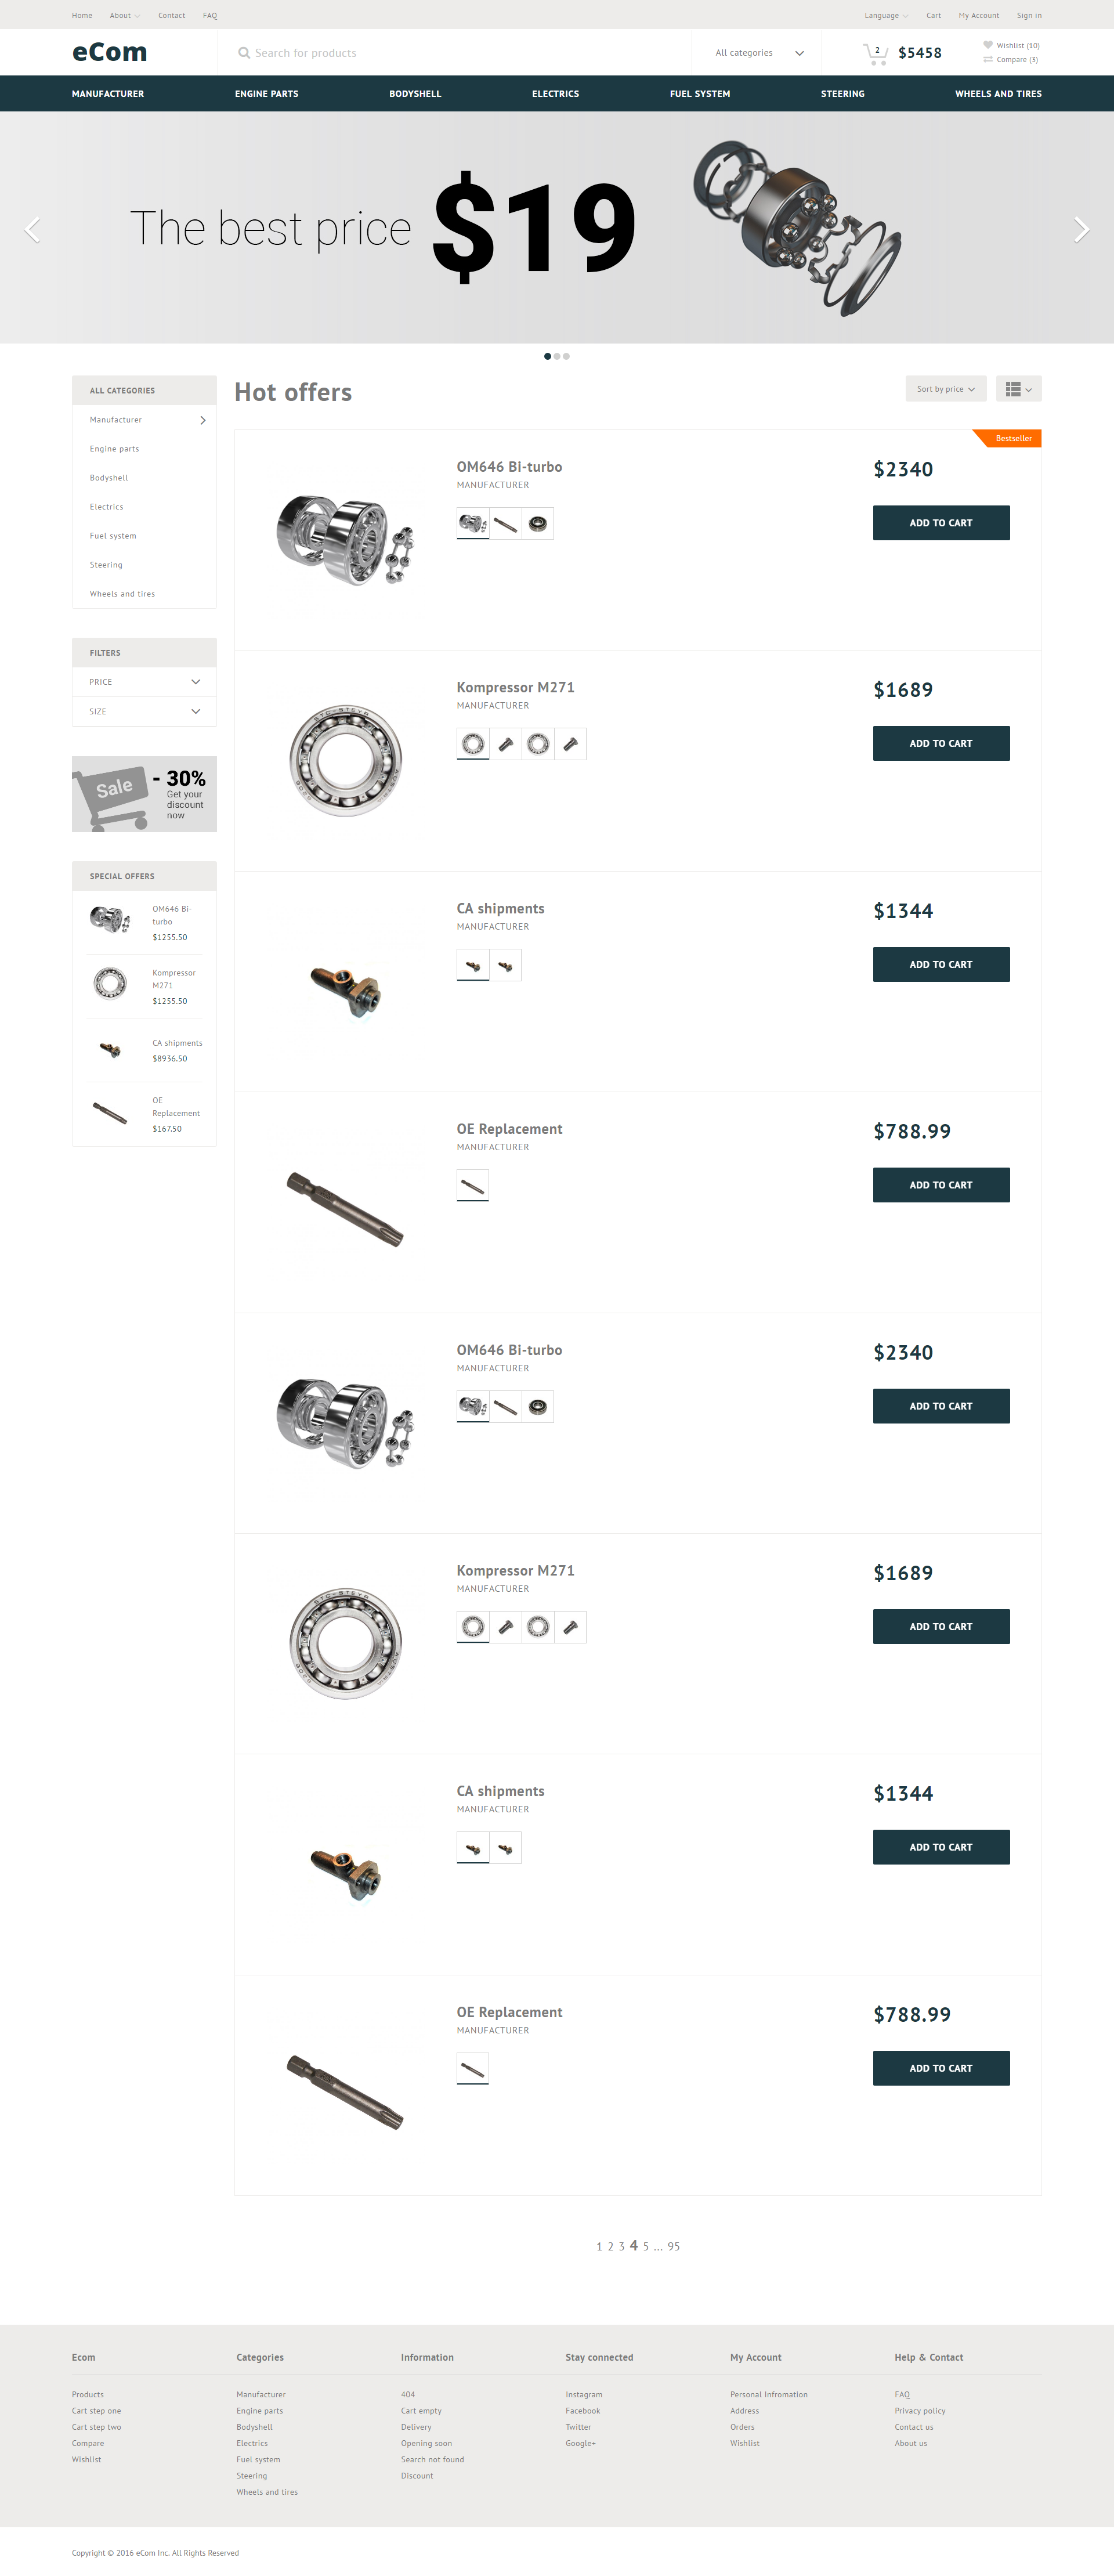 Home About Contact FAQ Language Cart My Account Sign in
eCom Search for products All categories 2 $5458
Wishlist (10)
Compare (3)
MANUFACTURER ENGINE PARTS BODYSHELL ELECTRICS FUEL SYSTEM STEERING WHEELS AND TIRES
The best price $19
ALL CATEGORIES
Manufacturer
Engine parts
Bodyshell
Electrics
Fuel system
Steering
Wheels and tires
FILTERS
PRICE
SIZE
Sale
- 30%
Get your
discount
now
SPECIAL OFFERS
OM646 Bi-
turbo
$1255.50
Kompressor
M271
$1255.50
CA shipments
$8936.50
OE
Replacement
$167.50
Hot offers
Sort by price
Bestseller
OM646 Bi-turbo
MANUFACTURER
$2340
ADD TO CART
Kompressor M271
MANUFACTURER
$1689
ADD TO CART
CA shipments
MANUFACTURER
$1344
ADD TO CART
OE Replacement
MANUFACTURER
$788.99
ADD TO CART
OM646 Bi-turbo
MANUFACTURER
$2340
ADD TO CART
Kompressor M271
MANUFACTURER
$1689
ADD TO CART
CA shipments
MANUFACTURER
$1344
ADD TO CART
OE Replacement
MANUFACTURER
$788.99
ADD TO CART
1 2 3 4 5 ... 95
Ecom
Products
Cart step one
Cart step two
Compare
Wishlist
Categories
Manufacturer
Engine parts
Bodyshell
Electrics
Fuel system
Steering
Wheels and tires
Information
404
Cart empty
Delivery
Opening soon
Search not found
Discount
Stay connected
Instagram
Facebook
Twitter
Google+
My Account
Personal Infromation
Address
Orders
Wishlist
Help & Contact
FAQ
Privacy policy
Contact us
About us
Copyright © 2016 eCom Inc. All Rights Reserved